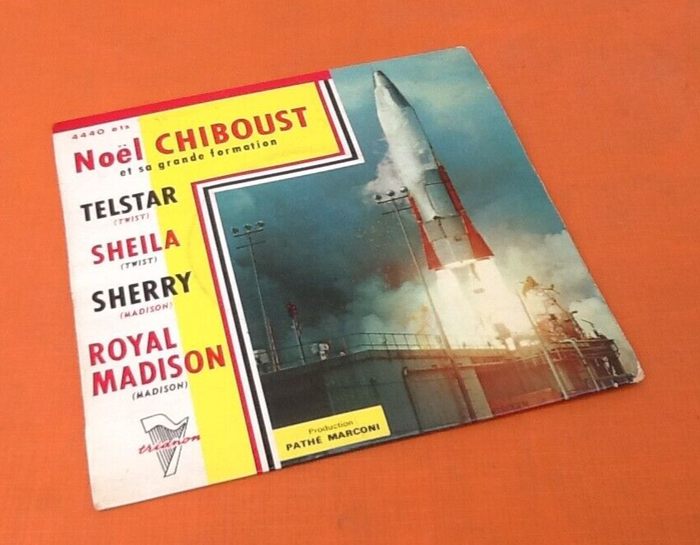 4440 ets
Noël CHIBOUST
et sa grande formation
TELSTAR
(TWIST)
SHEILA
(TWIST)
SHERRY
(MADISON)
ROYAL
MADISON
(MADISON)
trianon
Production :
PATHÉ MARCONI